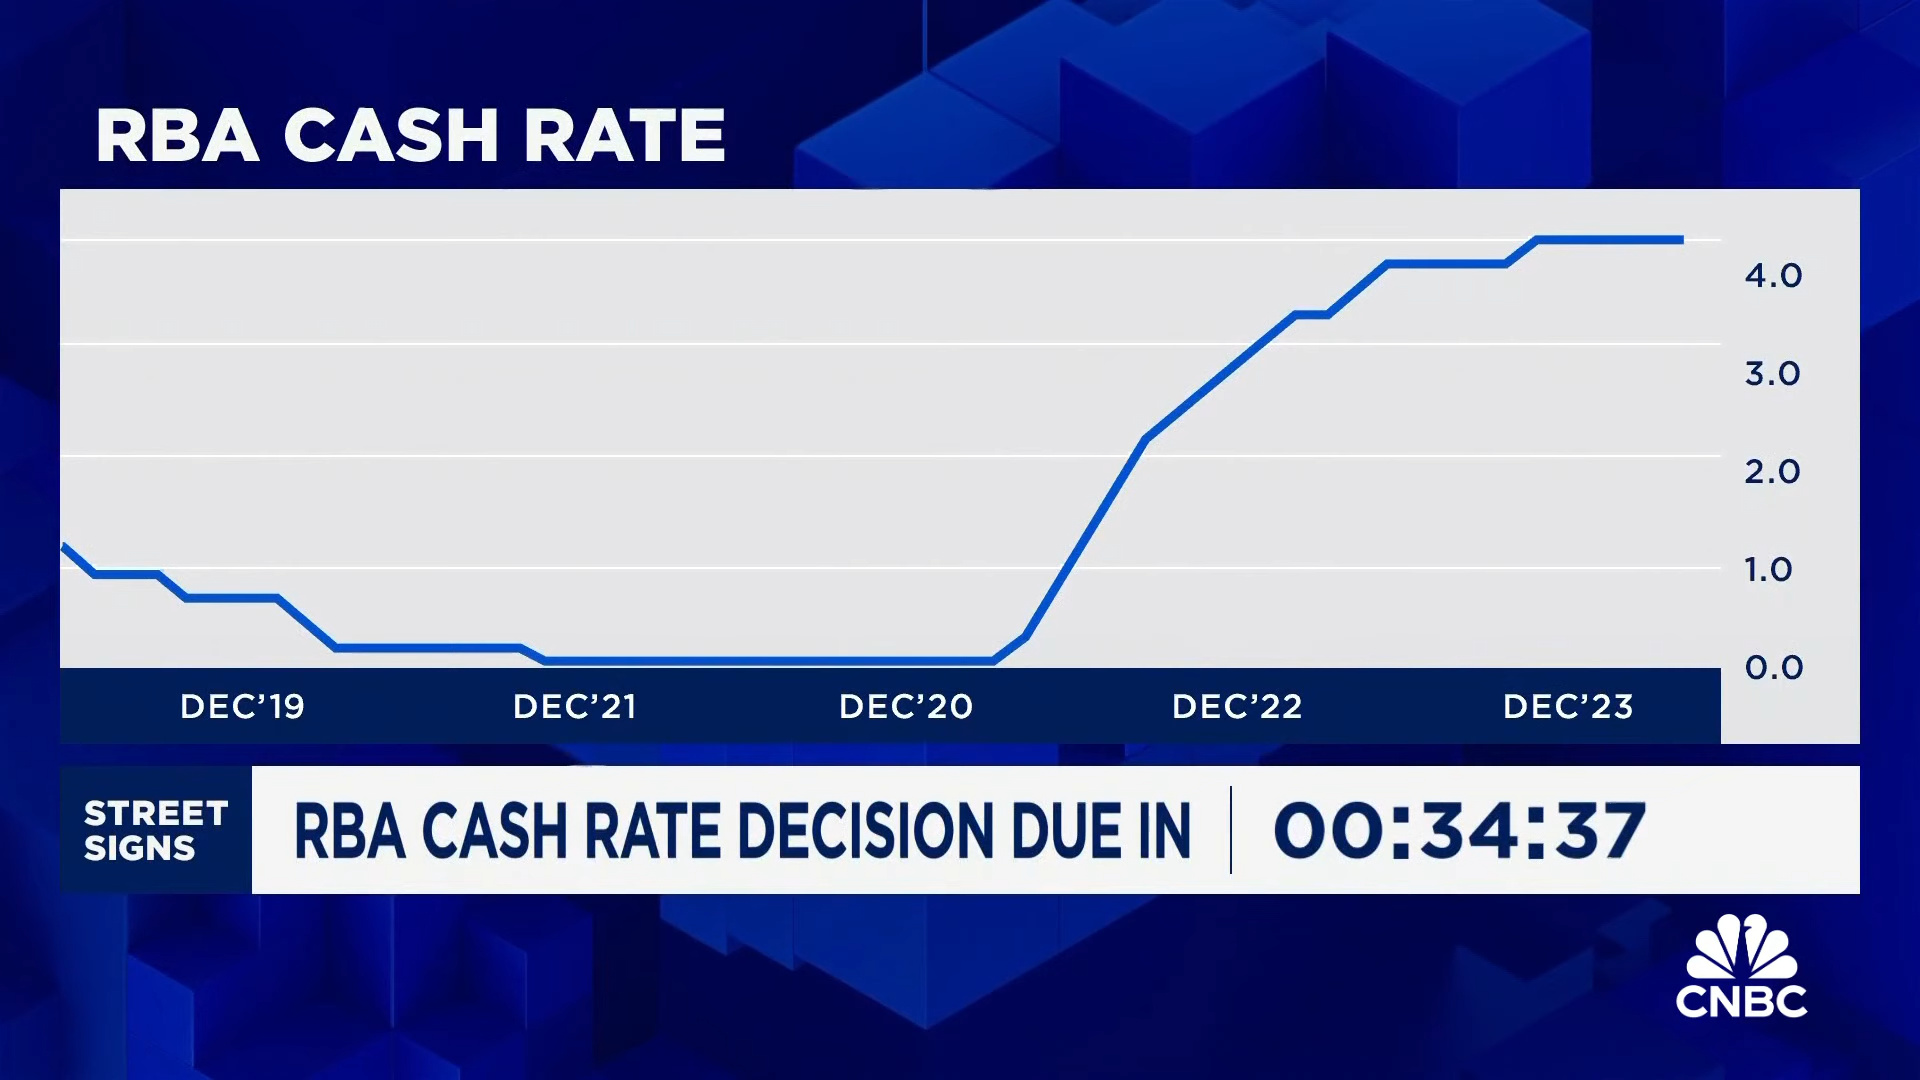 RBA CASH RATE
4.0
3.0
2.0
1.0
0.0
DEC’19 DEC’21 DEC’20 DEC’22 DEC’23
STREET
SIGNS
RBA CASH RATE DECISION DUE IN
00:34:37
CNBC